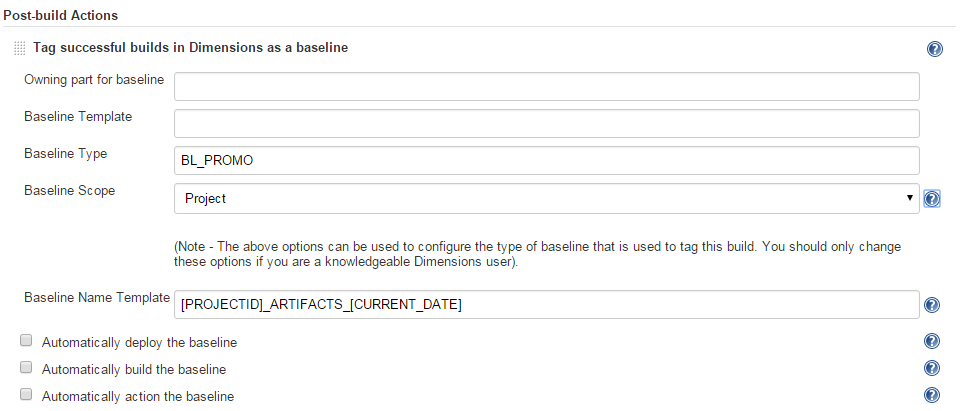 Post-build Actions
Tag successful builds in Dimensions as a baseline
Owning part for baseline
Baseline Template
Baseline Type
BL_PROMO
Baseline Scope
Project
(Note - The above options can be used to configure the type of baseline that is used to tag this build. You should only change
these options if you are a knowledgeable Dimensions user).
Baseline Name Template
[PROJECTID]_ARTIFACTS_[CURRENT_DATE]
Automatically deploy the baseline
Automatically build the baseline
Automatically action the baseline